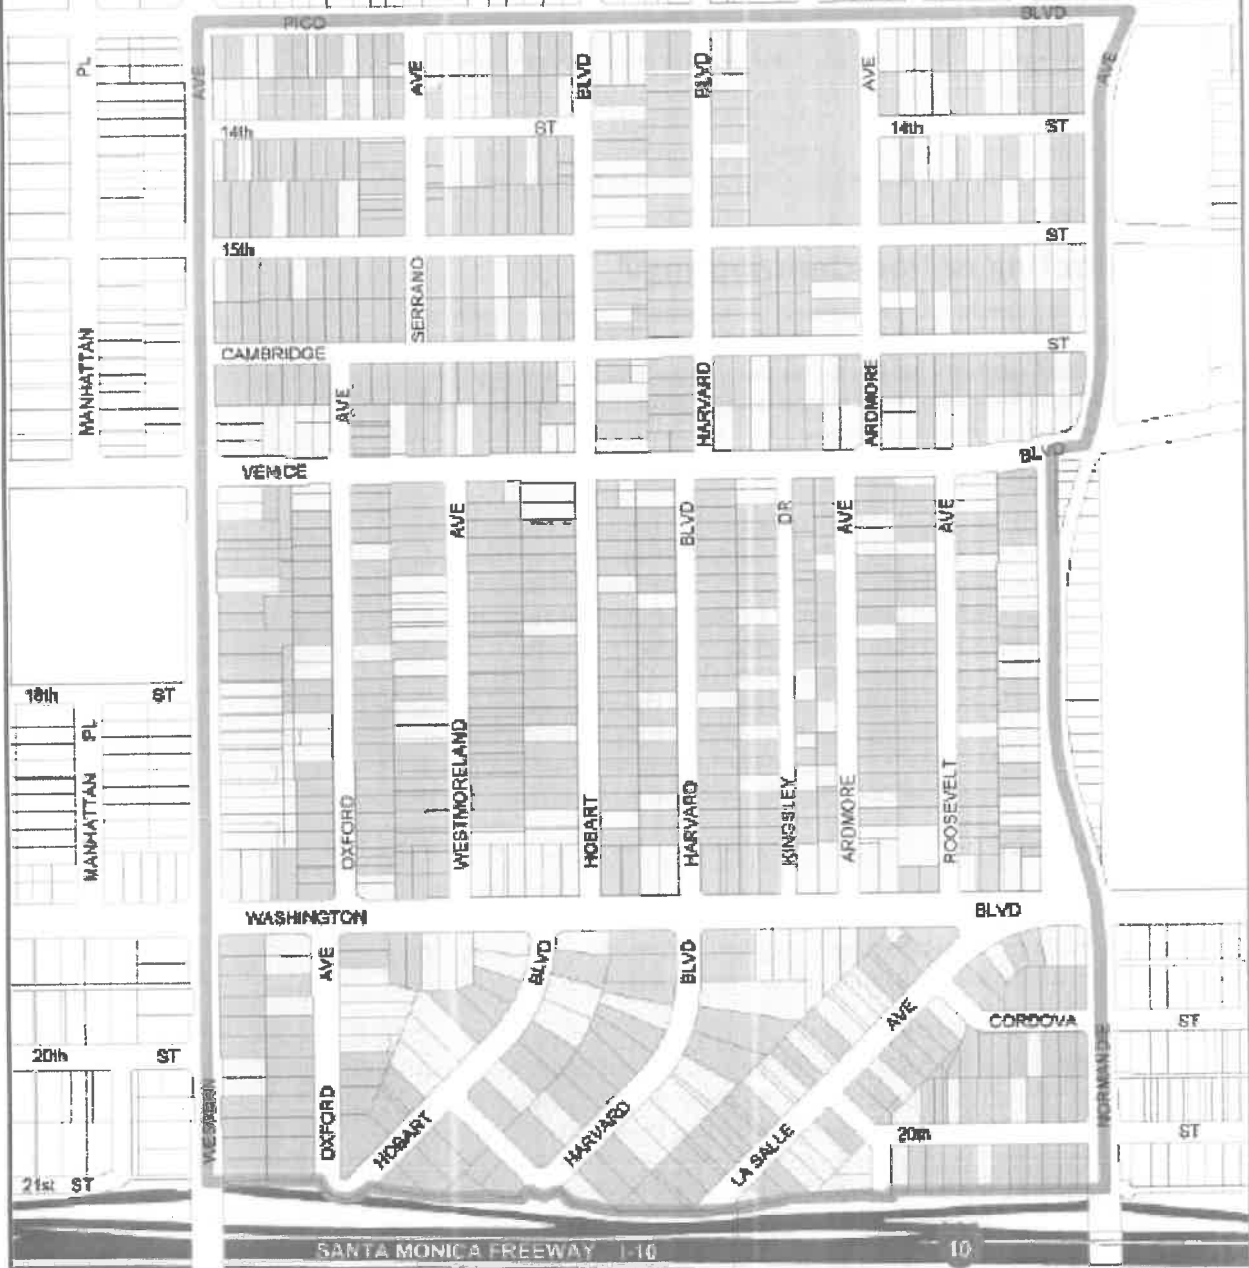 PICO BLVD
PL AVE AVE BLVD BLVD AVE AVE
14th ST 14th ST
15th ST
SERRANO
CAMBRIDGE ST
MANHATTAN AVE HARVARD ARDMORE
VENICE BLVD
AVE BLVD DR AVE AVE
18th ST
MANHATTAN PL
OXFORD WESTMORELAND HOBART HARVARD KINGSLEY ARDMORE ROOSEVELT
WASHINGTON BLVD
AVE BLVD BLVD AVE
CORDOVA ST
20th ST
WESTERN OXFORD HOBART HARVARD LA SALLE 20th NORMANDIE ST
21st ST
SANTA MONICA FREEWAY I-10 10